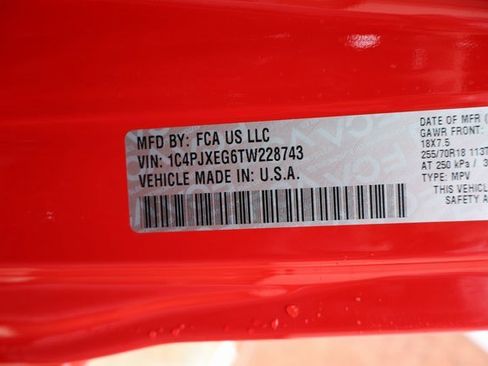 MFD BY: FCA US LLC
VIN: 1C4PJXEG6TW228743
VEHICLE MADE IN: U.S.A.
DATE OF MFR
GAWR FRONT:
18X7.5
255/70R18 113T
AT 250 kPa / 3
TYPE: MPV
THIS VEHICL
SAFETY A